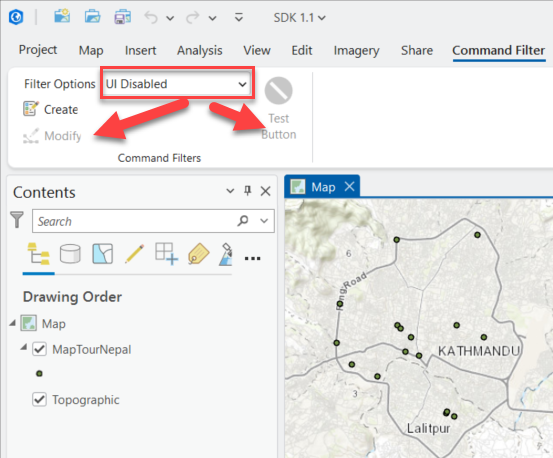 SDK 1.1
Project Map Insert Analysis View Edit Imagery Share Command Filter
Filter Options UI Disabled
Create
Modify
Test
Button
Command Filters
Contents
Search
Drawing Order
Map
MapTourNepal
Topographic
Map
6
Ring Road
KATHMANDU
3
Lalitpur